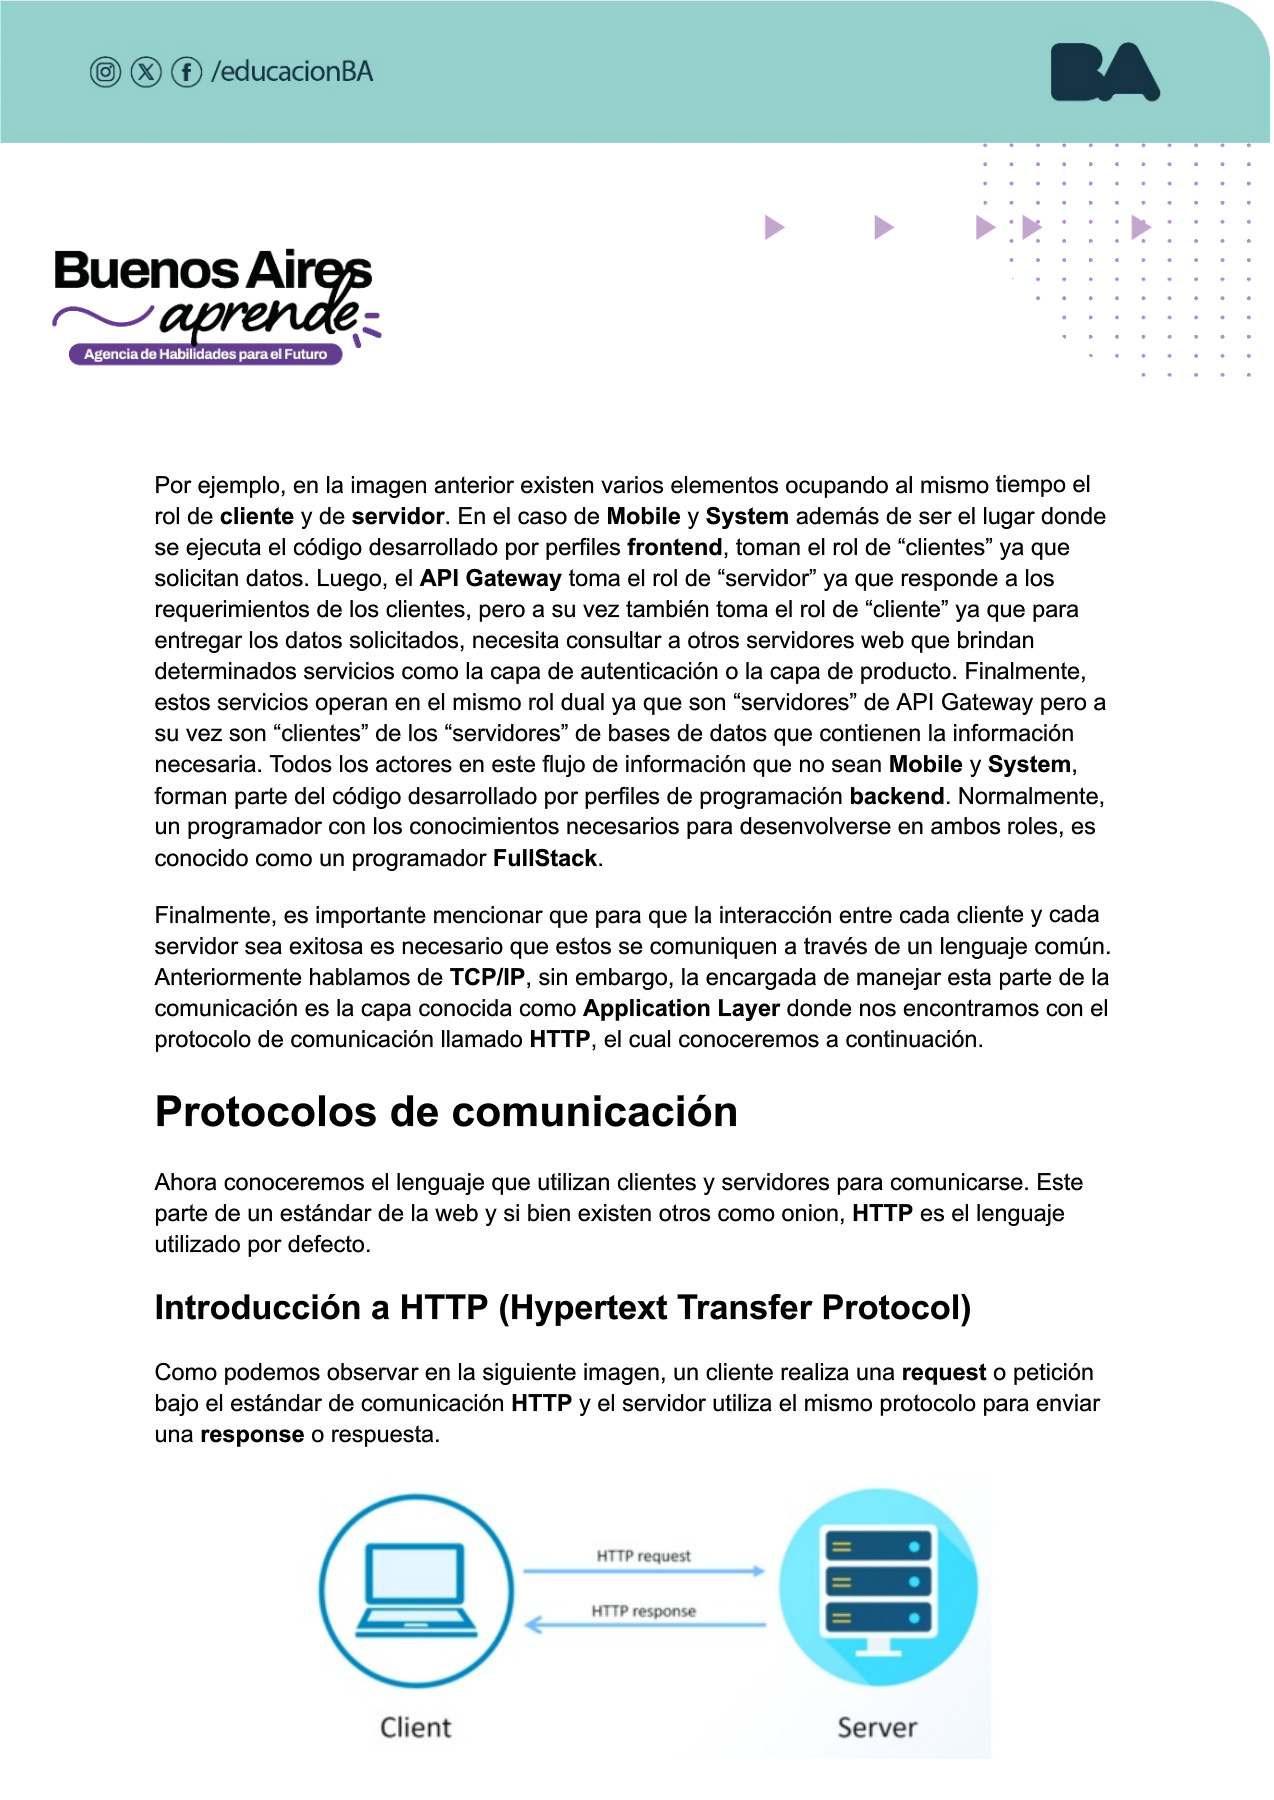 /educacionBA
BA
Buenos Aires
aprende
Agencia de Habilidades para el Futuro
Por ejemplo, en la imagen anterior existen varios elementos ocupando al mismo tiempo el
rol de cliente y de servidor. En el caso de Mobile y System además de ser el lugar donde
se ejecuta el código desarrollado por perfiles frontend, toman el rol de “clientes” ya que
solicitan datos. Luego, el API Gateway toma el rol de “servidor” ya que responde a los
requerimientos de los clientes, pero a su vez también toma el rol de “cliente” ya que para
entregar los datos solicitados, necesita consultar a otros servidores web que brindan
determinados servicios como la capa de autenticación o la capa de producto. Finalmente,
estos servicios operan en el mismo rol dual ya que son “servidores” de API Gateway pero a
su vez son “clientes” de los “servidores” de bases de datos que contienen la información
necesaria. Todos los actores en este flujo de información que no sean Mobile y System,
forman parte del código desarrollado por perfiles de programación backend. Normalmente,
un programador con los conocimientos necesarios para desenvolverse en ambos roles, es
conocido como un programador FullStack.
Finalmente, es importante mencionar que para que la interacción entre cada cliente y cada
servidor sea exitosa es necesario que estos se comuniquen a través de un lenguaje común.
Anteriormente hablamos de TCP/IP, sin embargo, la encargada de manejar esta parte de la
comunicación es la capa conocida como Application Layer donde nos encontramos con el
protocolo de comunicación llamado HTTP, el cual conoceremos a continuación.
Protocolos de comunicación
Ahora conoceremos el lenguaje que utilizan clientes y servidores para comunicarse. Este
parte de un estándar de la web y si bien existen otros como onion, HTTP es el lenguaje
utilizado por defecto.
Introducción a HTTP (Hypertext Transfer Protocol)
Como podemos observar en la siguiente imagen, un cliente realiza una request o petición
bajo el estándar de comunicación HTTP y el servidor utiliza el mismo protocolo para enviar
una response o respuesta.
HTTP request
HTTP response
Client
Server